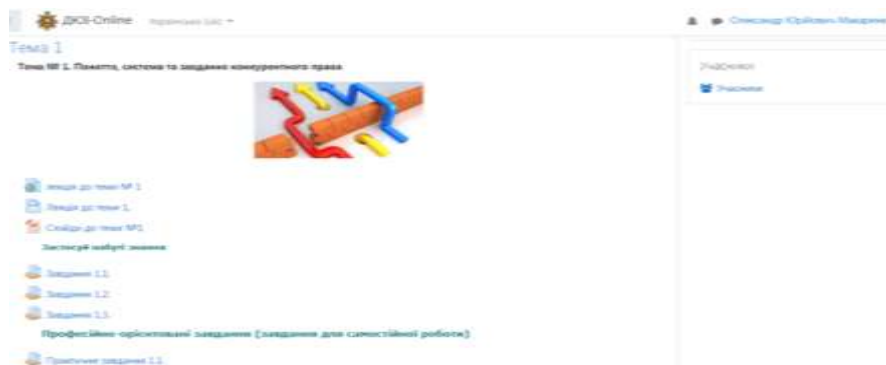 ДЮІ-Online Українська (uk)
Тема 1
Тема № 1. Поняття, система та завдання конкурентного права
Учасники
Учасники
лекція до теми № 1
Лекція до теми 1.
Слайди до теми №1
Застосуй набуті знання
Завдання 1.1.
Завдання 1.2.
Завдання 1.3.
Професійно-орієнтовані завдання (завдання для самостійної роботи)
Практичне завдання 1.1.